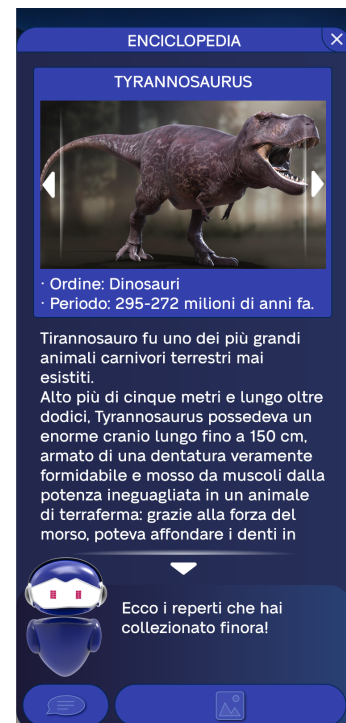 ENCICLOPEDIA
TYRANNOSAURUS
· Ordine: Dinosauri
· Periodo: 295-272 milioni di anni fa.
Tirannosauro fu uno dei più grandi
animali carnivori terrestri mai
esistiti.
Alto più di cinque metri e lungo oltre
dodici, Tyrannosaurus possedeva un
enorme cranio lungo fino a 150 cm,
armato di una dentatura veramente
formidabile e mosso da muscoli dalla
potenza ineguagliata in un animale
di terraferma: grazie alla forza del
morso, poteva affondare i denti in
Ecco i reperti che hai
collezionato finora!